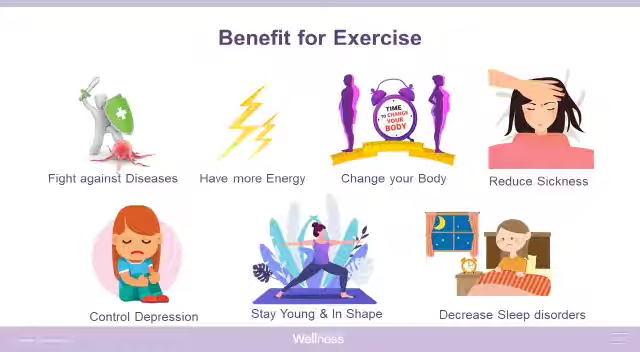 Benefit for Exercise
TIME
TO CHANGE
YOUR
BODY
Fight against Diseases
Have more Energy
Change your Body
Reduce Sickness
Control Depression
Stay Young & In Shape
Decrease Sleep disorders
Wellness